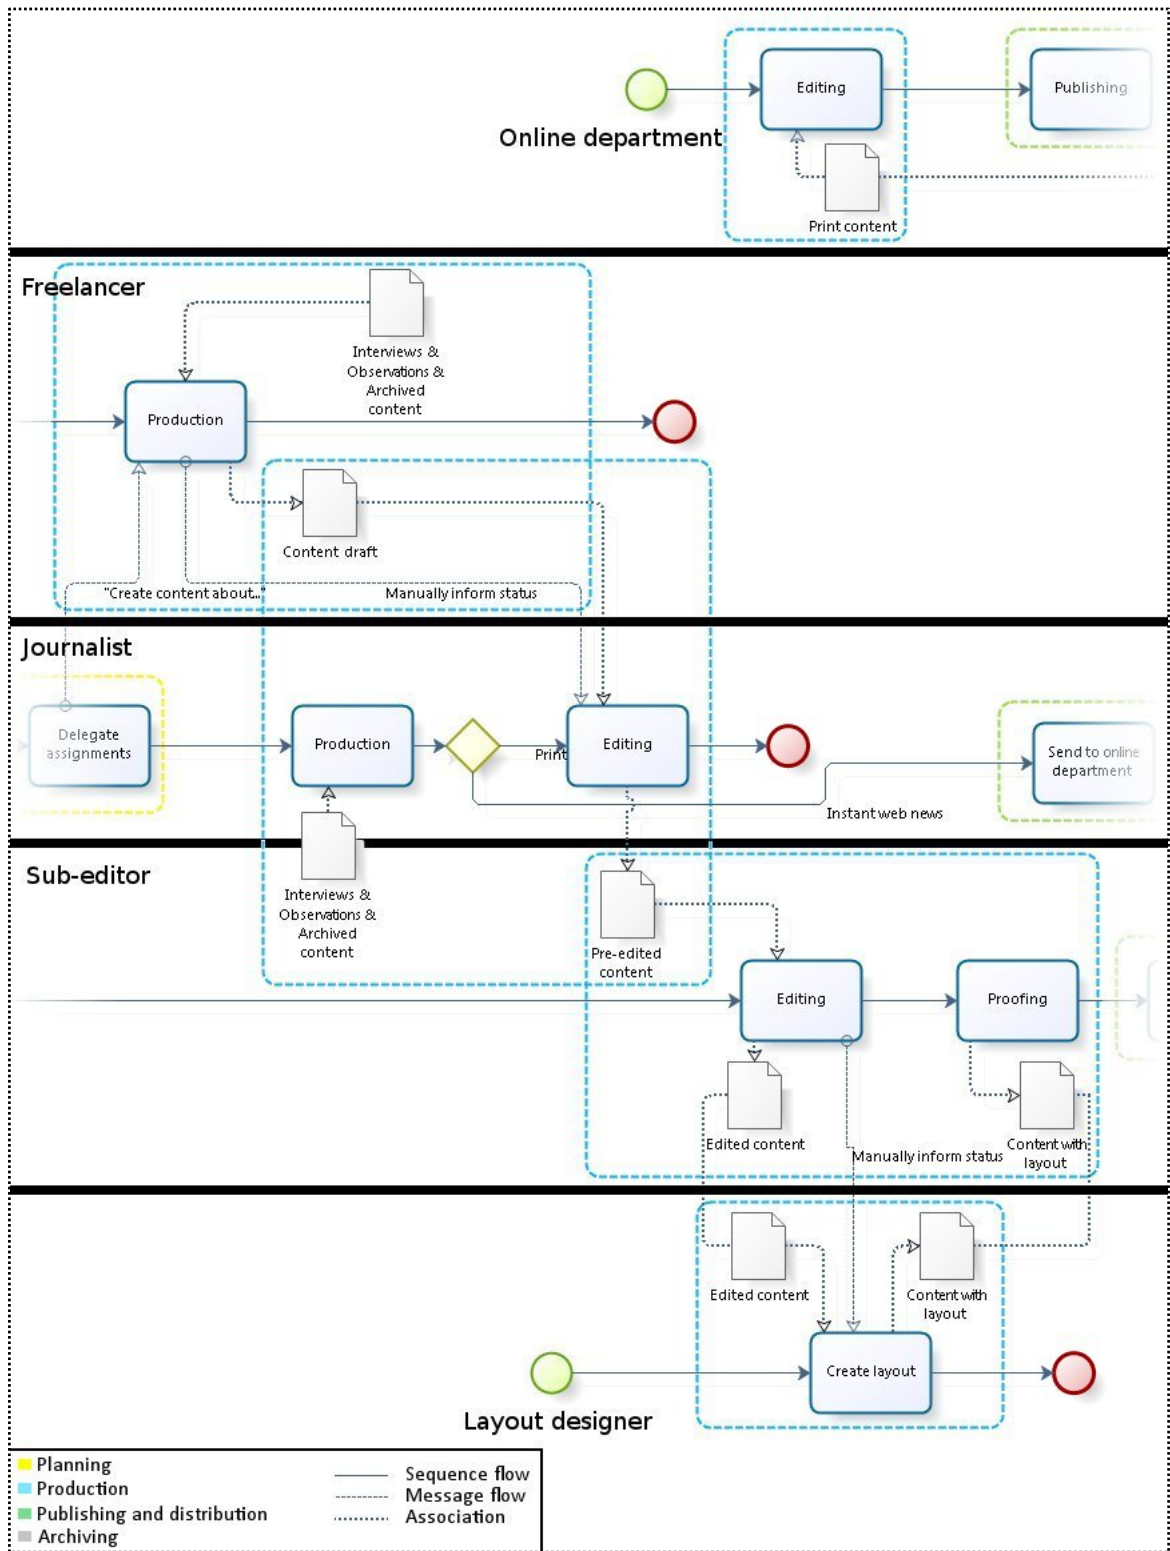 Editing
Publishing
Online department
Print content
Freelancer
Interviews &
Observations &
Archived
content
Production
Content draft
"Create content about..."
Manually inform status
Journalist
Delegate
assignments
Production
Print
Editing
Send to online
department
Instant web news
Sub-editor
Interviews &
Observations &
Archived
content
Pre-edited
content
Editing
Proofing
Edited content
Manually inform status
Content with
layout
Edited content
Content with
layout
Create layout
Layout designer
Planning
Production
Publishing and distribution
Archiving
Sequence flow
Message flow
Association